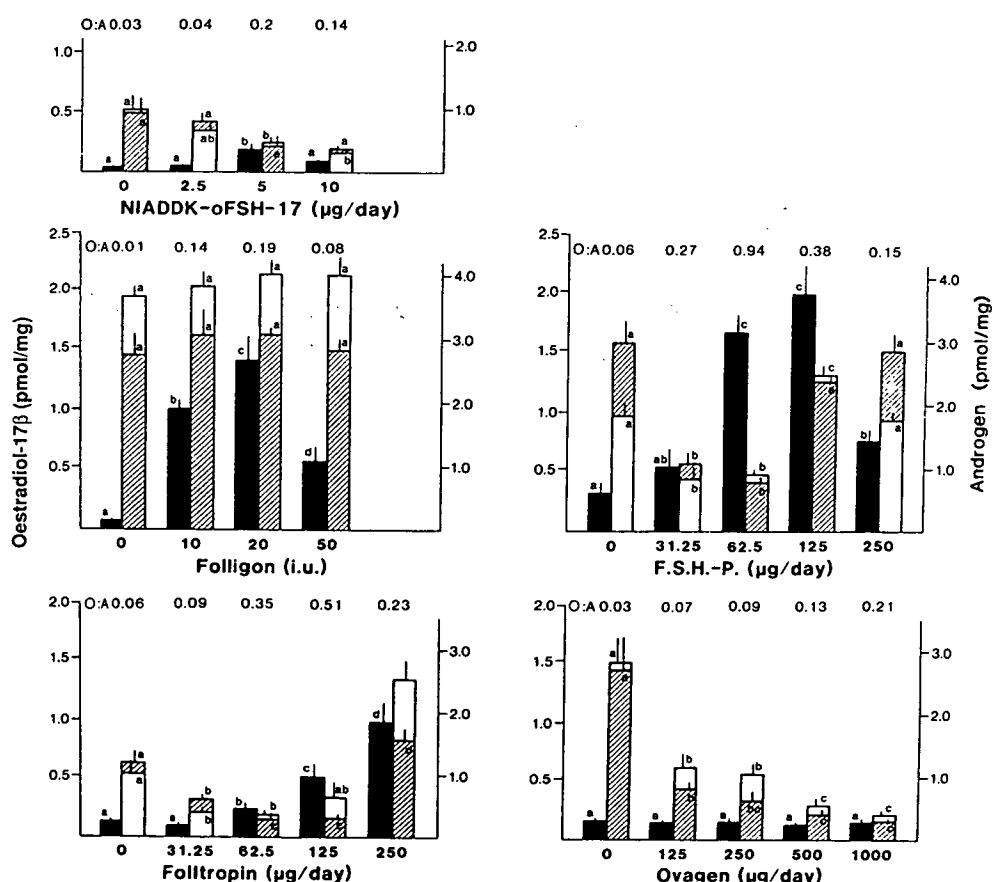 O:A 0.03 0.04 0.2 0.14
1.0
0.5
2.0
1.0
a a a
a a ab
b b a
a a b
0 2.5 5 10
NIADDK-oFSH-17 (µg/day)
Oestradiol-17β (pmol/mg)
2.5
2.0
1.5
1.0
0.5
O:A 0.01 0.14 0.19 0.08
4.0
3.0
2.0
1.0
a a a
b a a
c a a
d a a
0 10 20 50
Folligon (i.u.)
2.5
2.0
1.5
1.0
0.5
O:A 0.06 0.27 0.94 0.38 0.15
4.0
3.0
2.0
1.0
Androgen (pmol/mg)
a a a
ab b b
c b b
c c
b a a
0 31.25 62.5 125 250
F.S.H.-P. (µg/day)
2.0
1.5
1.0
0.5
O:A 0.06 0.09 0.35 0.51 0.23
3.0
2.0
1.0
a a a
a b b
b b
c ab
d
0 31.25 62.5 125 250
Folltropin (µg/day)
2.0
1.5
1.0
0.5
O:A 0.03 0.07 0.09 0.13 0.21
3.0
2.0
1.0
a a a
a b b
a b
a c
a c
0 125 250 500 1000
Ovagen (µg/day)